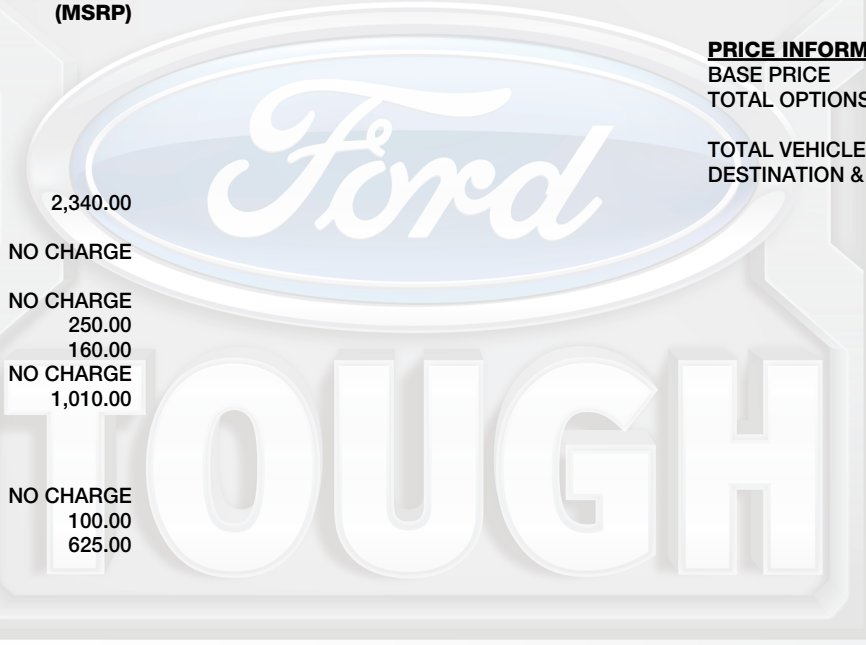 (MSRP)
2,340.00
NO CHARGE
NO CHARGE
250.00
160.00
NO CHARGE
1,010.00
NO CHARGE
100.00
625.00
PRICE INFORM
BASE PRICE
TOTAL OPTIONS
TOTAL VEHICLE
DESTINATION &
Ford
TOUGH